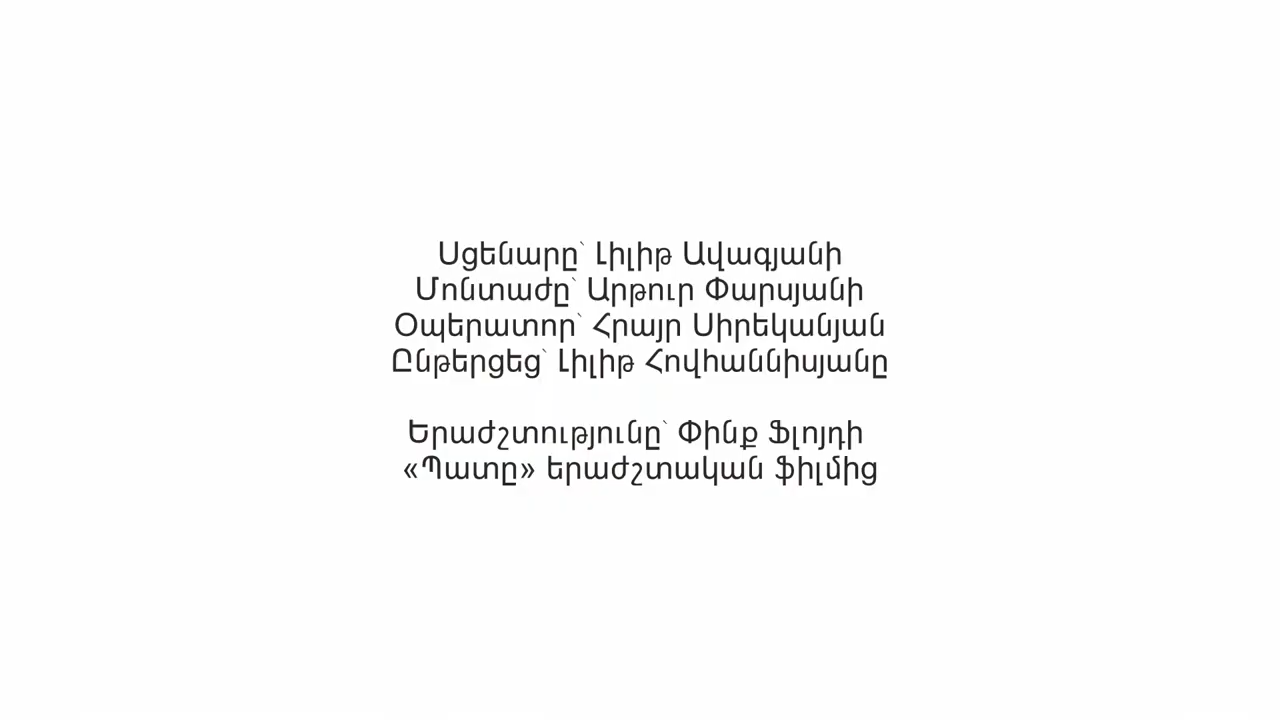 Սցենարը՝ Լիլիթ Ավագյանի
Մոնտաժը՝ Արթուր Փարսյանի
Օպերատոր՝ Հրայր Սիրեկանյան
Ընթերցեց՝ Լիլիթ Հովհաննիսյանը
Երաժշտությունը՝ Փինք Ֆլոյդի
«Պատը» երաժշտական ֆիլմից